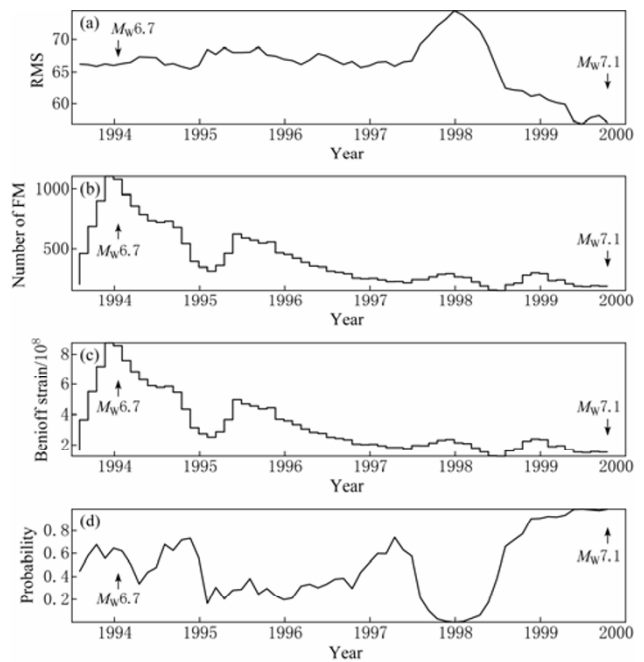 (a)
RMS
70
65
60
Mw6.7
Mw7.1
1994 1995 1996 1997 1998 1999 2000
Year
(b)
Number of FM
1000
500
Mw6.7
Mw7.1
1994 1995 1996 1997 1998 1999 2000
Year
(c)
Benioff strain/10⁸
8
6
4
2
Mw6.7
Mw7.1
1994 1995 1996 1997 1998 1999 2000
Year
(d)
Probability
0.8
0.6
0.4
0.2
Mw6.7
Mw7.1
1994 1995 1996 1997 1998 1999 2000
Year